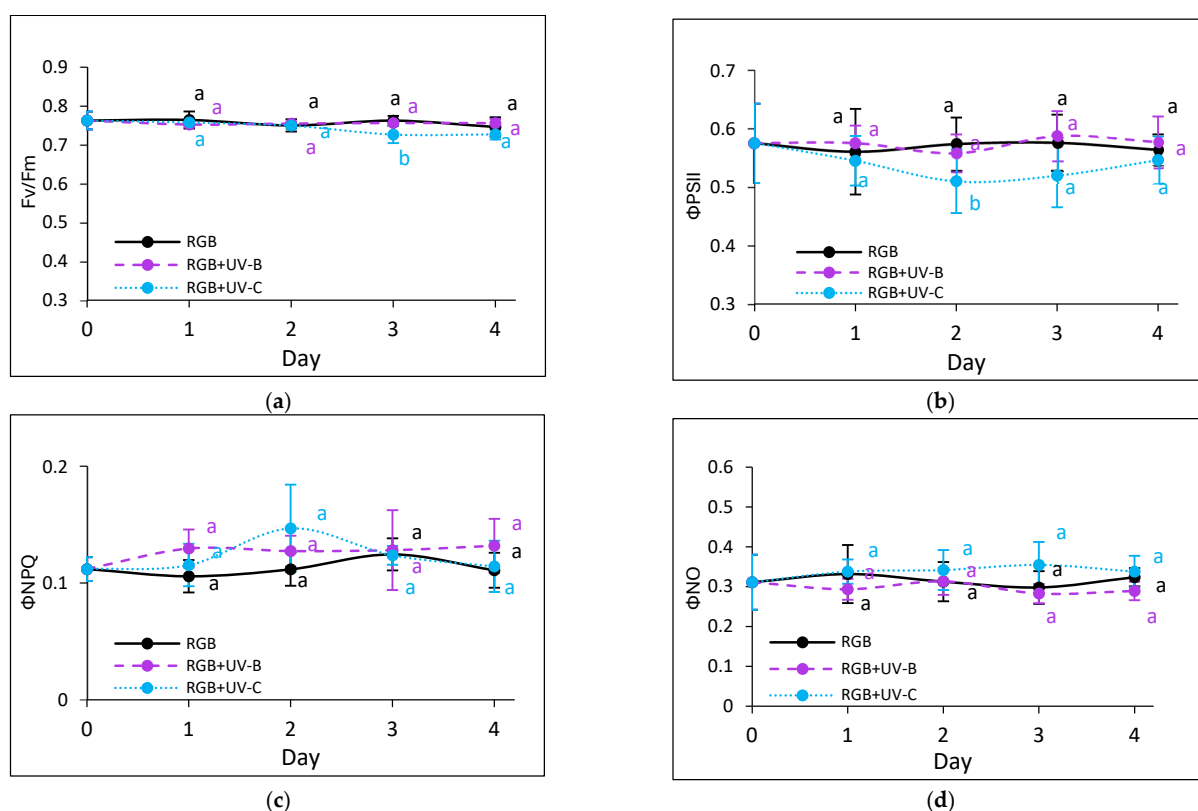 0.9
0.8
0.7
0.6
0.5
0.4
0.3
Fv/Fm
a a a a
a a a
a a a
a b
RGB
RGB+UV-B
RGB+UV-C
0 1 2 3 4
Day
(a)
0.7
0.6
0.5
0.4
0.3
ΦPSII
a a a a
a a a a
a b a a
RGB
RGB+UV-B
RGB+UV-C
0 1 2 3 4
Day
(b)
0.2
0.1
0
ΦNPQ
a a a a
a a a a
a a a a
RGB
RGB+UV-B
RGB+UV-C
0 1 2 3 4
Day
(c)
0.6
0.5
0.4
0.3
0.2
0.1
0
ΦNO
a a a a
a a a a
a a a a
RGB
RGB+UV-B
RGB+UV-C
0 1 2 3 4
Day
(d)